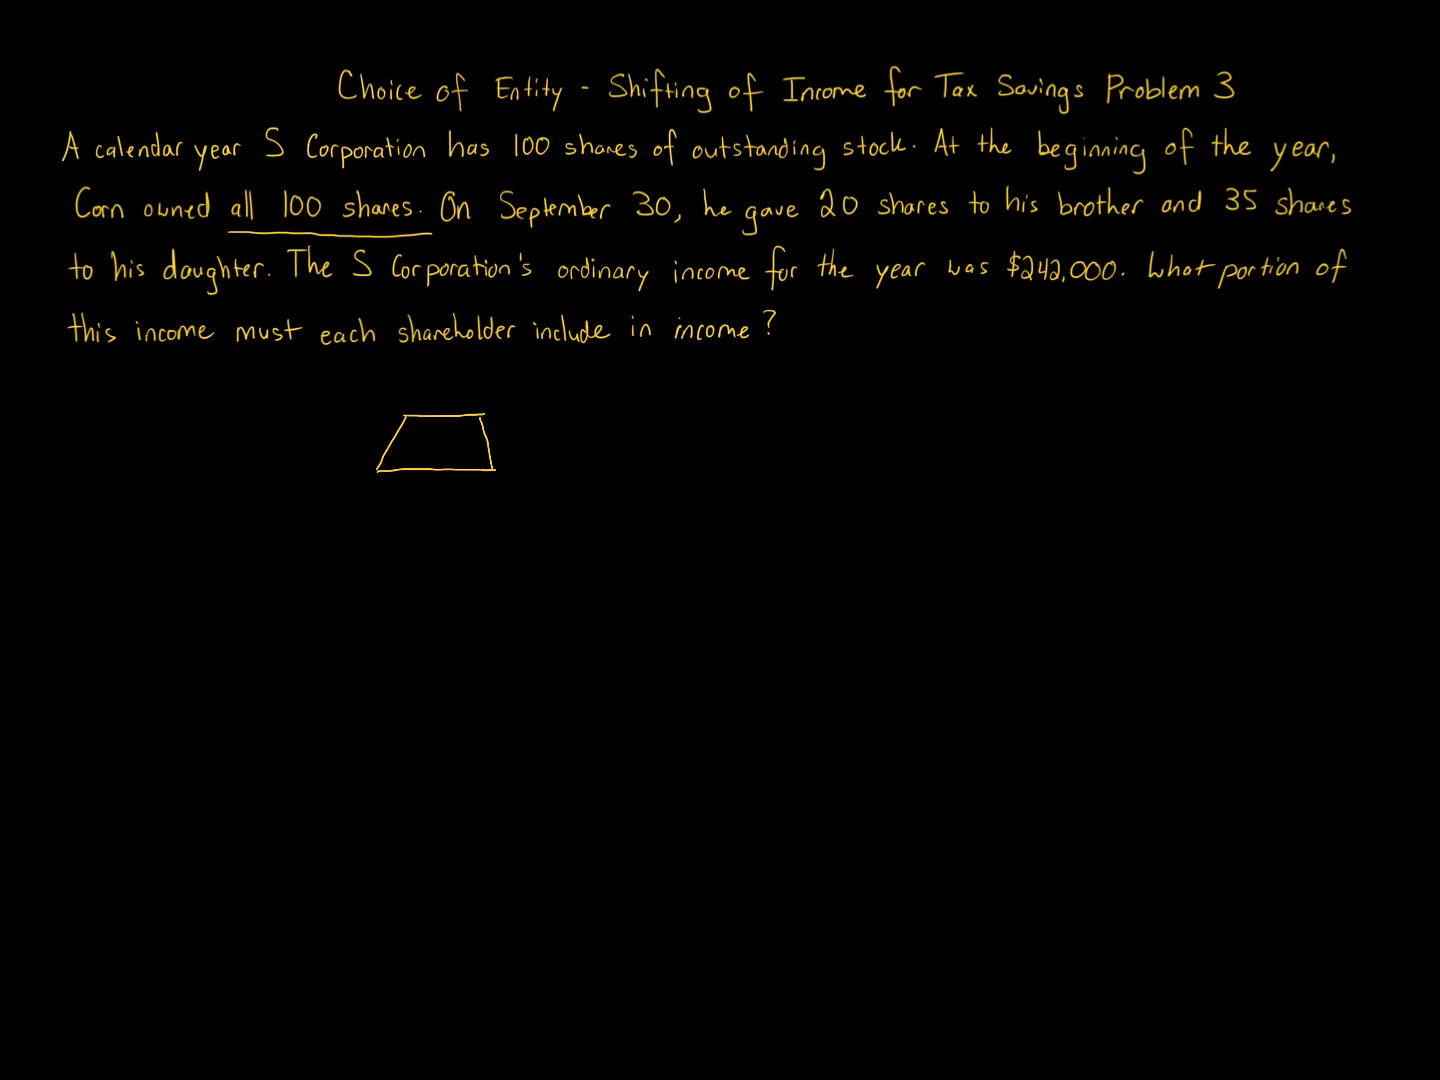 Choice of Entity - Shifting of Income for Tax Savings Problem 3
A calendar year S Corporation has 100 shares of outstanding stock. At the beginning of the year,
Corn owned all 100 shares. On September 30, he gave 20 shares to his brother and 35 shares
to his daughter. The S Corporation's ordinary income for the year was $242,000. What portion of
this income must each shareholder include in income?